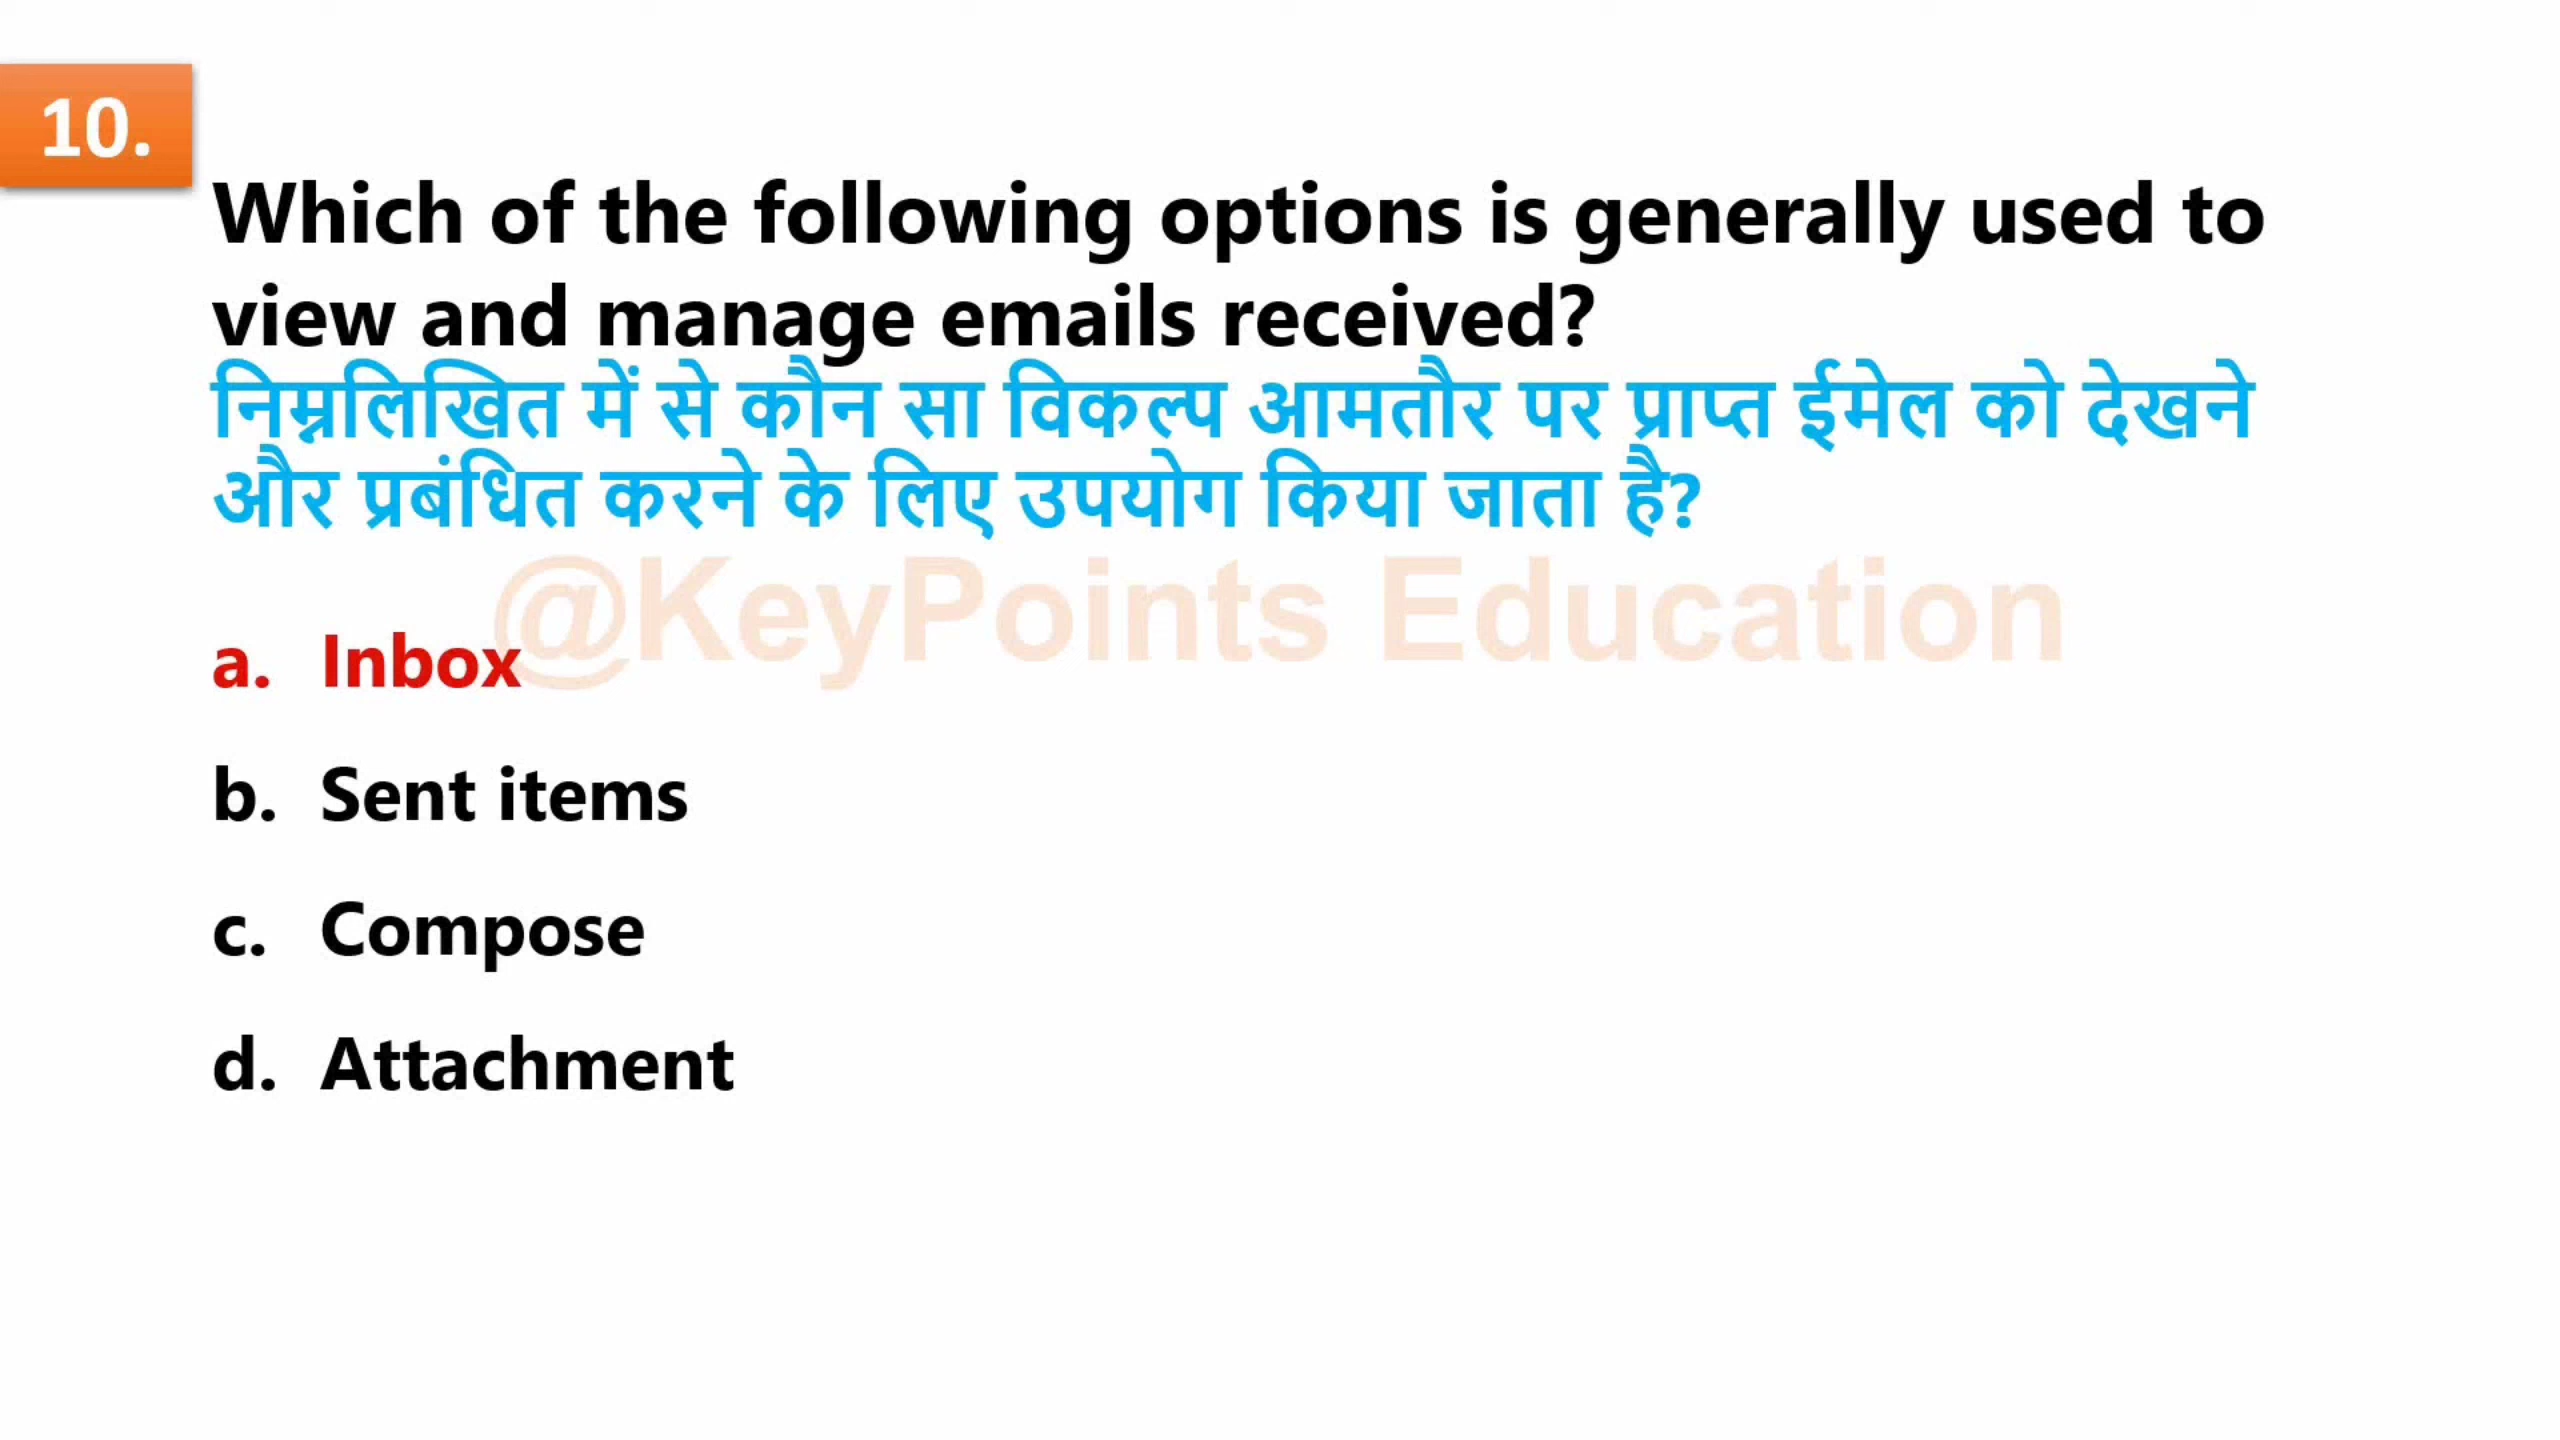 10.
Which of the following options is generally used to
view and manage emails received?
निम्नलिखित में से कौन सा विकल्प आमतौर पर प्राप्त ईमेल को देखने
और प्रबंधित करने के लिए उपयोग किया जाता है?
@KeyPoints Education
a. Inbox
b. Sent items
c. Compose
d. Attachment